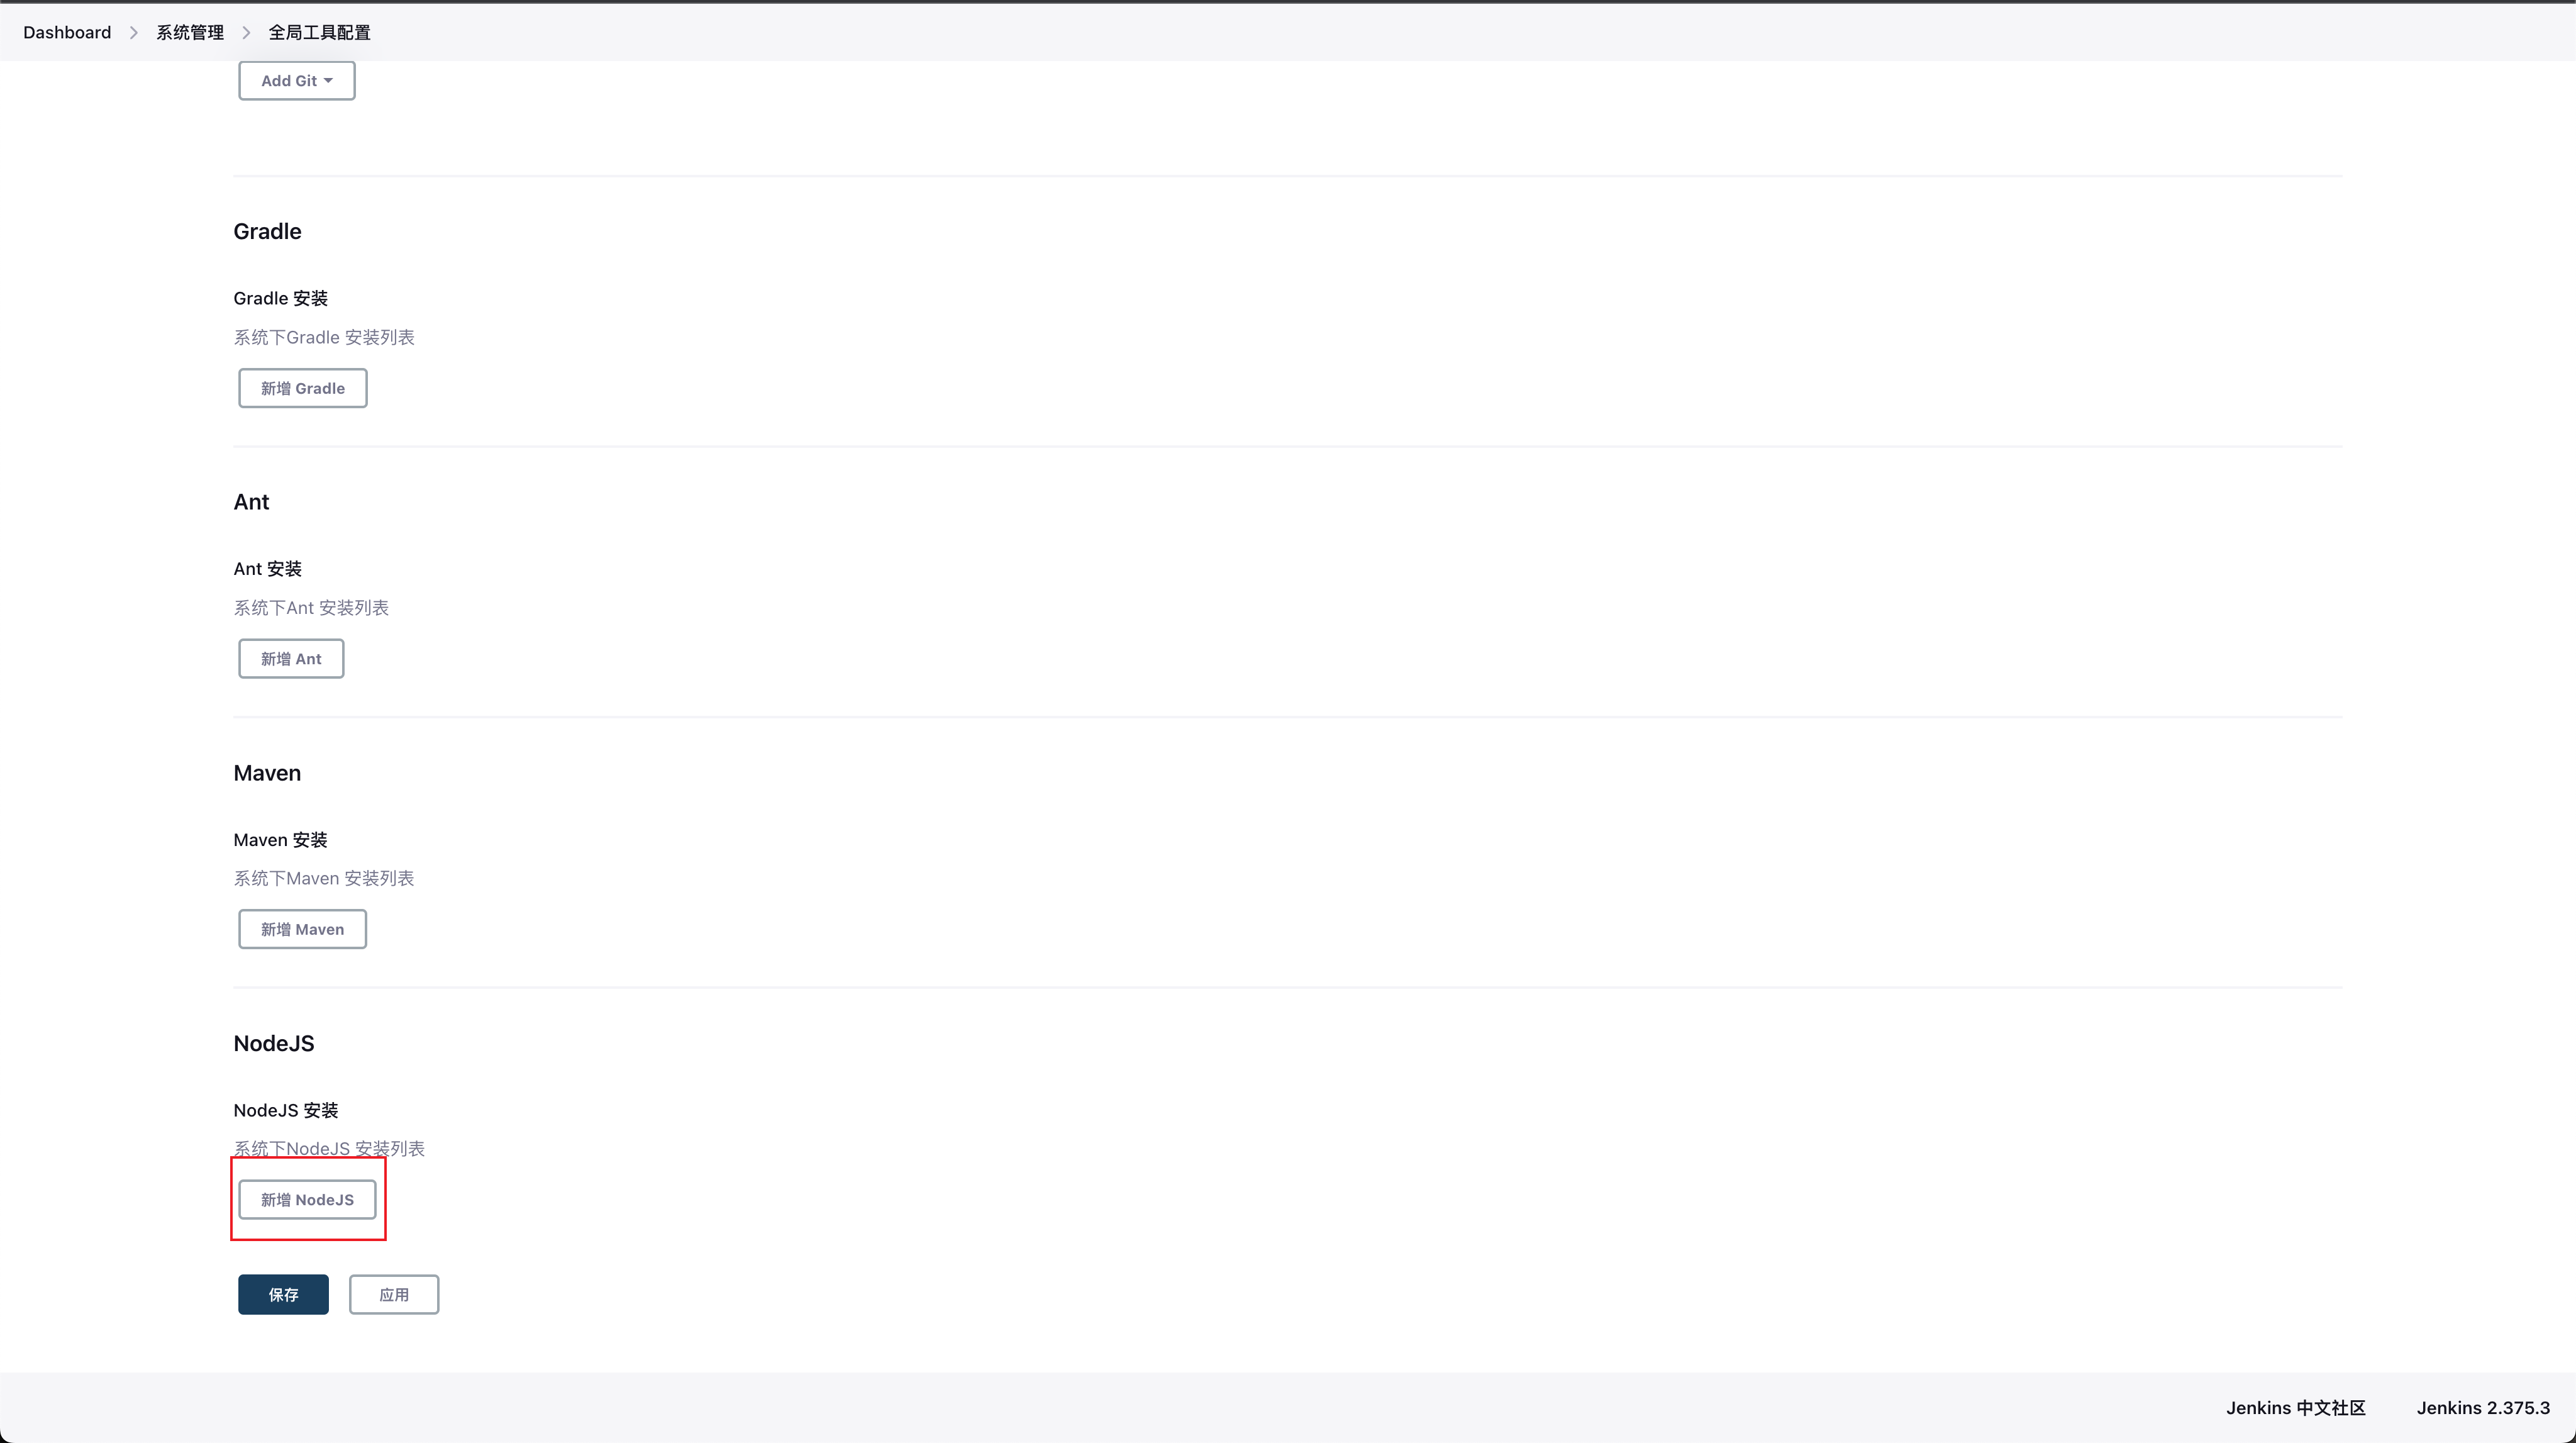 Dashboard 系统管理 全局工具配置
Add Git
Gradle
Gradle 安装
系统下Gradle 安装列表
新增 Gradle
Ant
Ant 安装
系统下Ant 安装列表
新增 Ant
Maven
Maven 安装
系统下Maven 安装列表
新增 Maven
NodeJS
NodeJS 安装
系统下NodeJS 安装列表
新增 NodeJS
保存 应用
Jenkins 中文社区 Jenkins 2.375.3